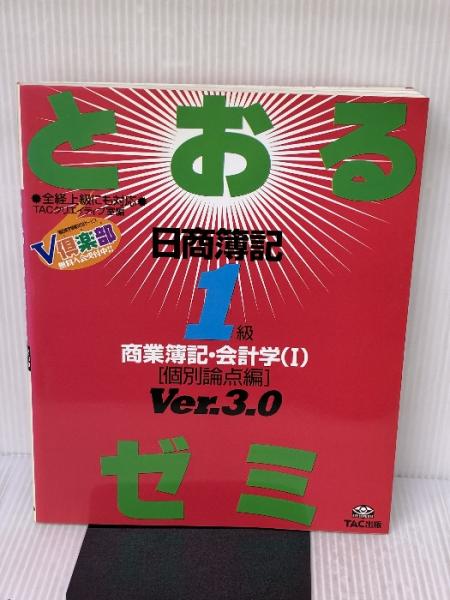 とおる
●全経上級にも対応●
TACクリエイティブ室編
V倶楽部
無料入会受付中!!
日商簿記
1級
商業簿記・会計学(I)
[個別論点編]
Ver.3.0
ゼミ
TAC出版